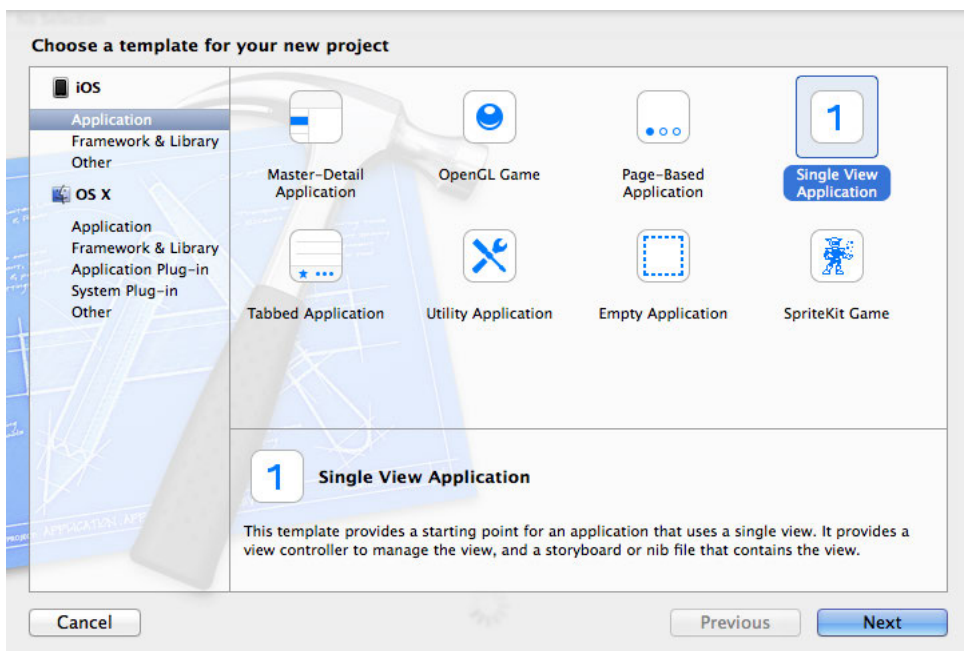 Choose a template for your new project
iOS
Application
Framework & Library
Other
OS X
Application
Framework & Library
Application Plug-in
System Plug-in
Other
Master-Detail
Application
OpenGL Game
Page-Based
Application
1
Single View
Application
Tabbed Application
Utility Application
Empty Application
SpriteKit Game
1
Single View Application
This template provides a starting point for an application that uses a single view. It provides a
view controller to manage the view, and a storyboard or nib file that contains the view.
Cancel
Previous
Next